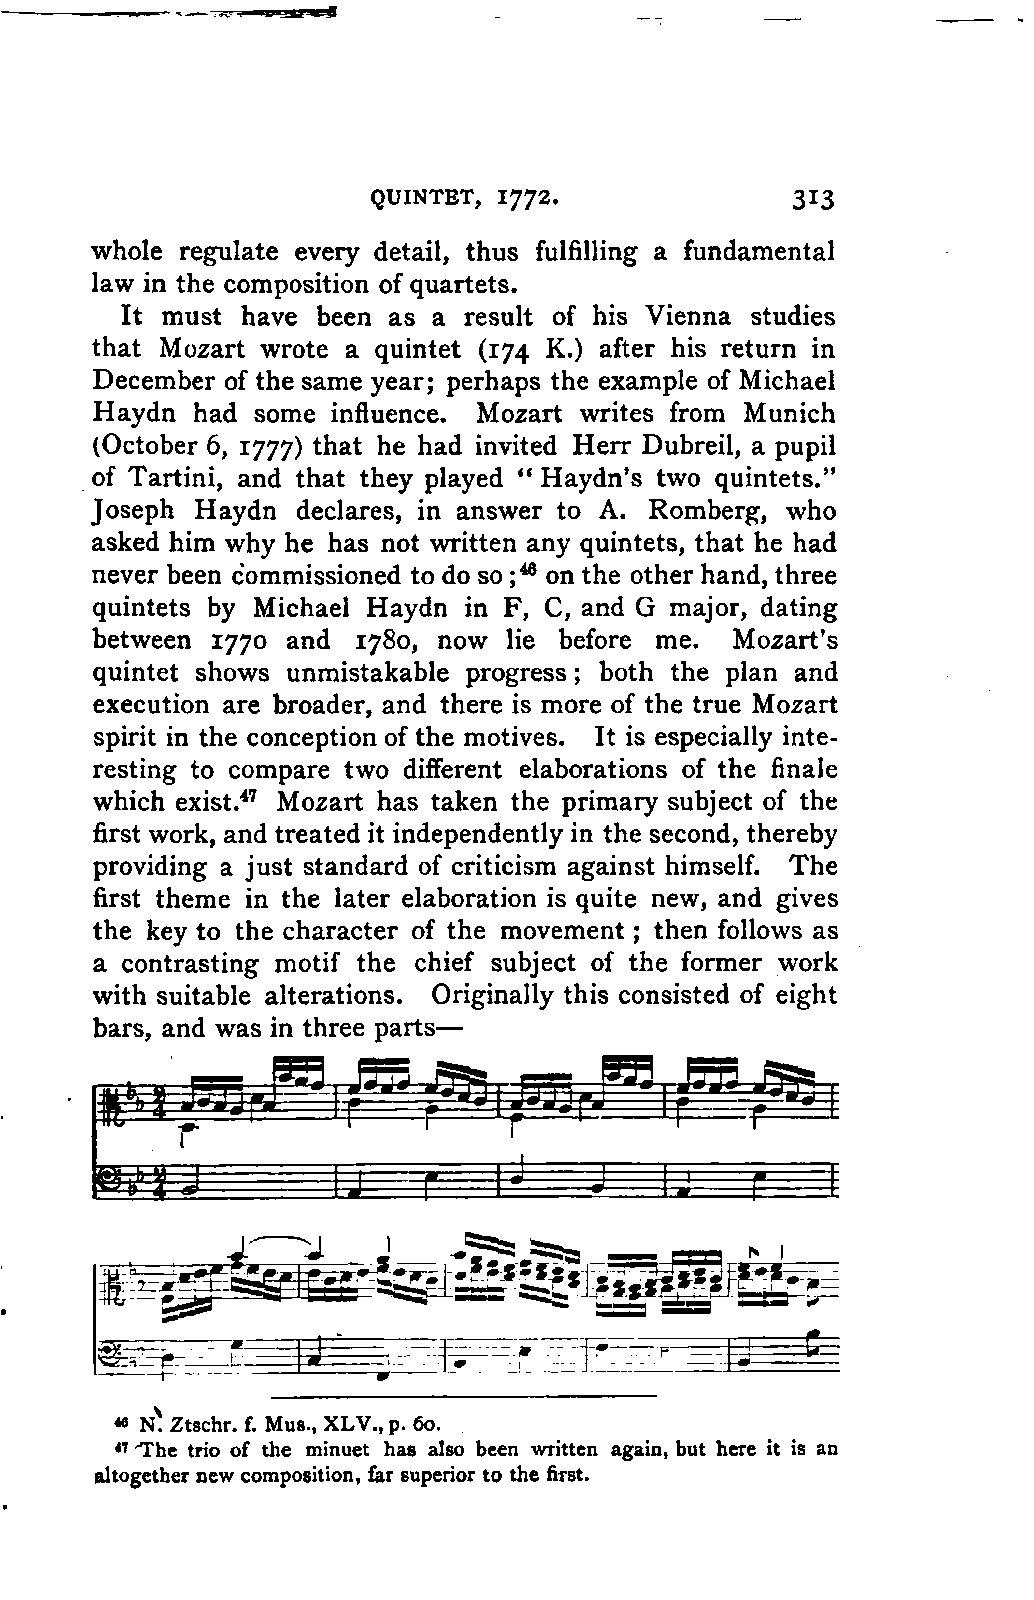 QUINTET, 1772. 313
whole regulate every detail, thus fulfilling a fundamental
law in the composition of quartets.
It must have been as a result of his Vienna studies
that Mozart wrote a quintet (174 K.) after his return in
December of the same year; perhaps the example of Michael
Haydn had some influence. Mozart writes from Munich
(October 6, 1777) that he had invited Herr Dubreil, a pupil
of Tartini, and that they played “Haydn's two quintets.”
Joseph Haydn declares, in answer to A. Romberg, who
asked him why he has not written any quintets, that he had
never been commissioned to do so;46 on the other hand, three
quintets by Michael Haydn in F, C, and G major, dating
between 1770 and 1780, now lie before me. Mozart's
quintet shows unmistakable progress; both the plan and
execution are broader, and there is more of the true Mozart
spirit in the conception of the motives. It is especially inte-
resting to compare two different elaborations of the finale
which exist.47 Mozart has taken the primary subject of the
first work, and treated it independently in the second, thereby
providing a just standard of criticism against himself. The
first theme in the later elaboration is quite new, and gives
the key to the character of the movement; then follows as
a contrasting motif the chief subject of the former work
with suitable alterations. Originally this consisted of eight
bars, and was in three parts—
46 N. Ztschr. f. Mus., XLV., p. 60.
47 The trio of the minuet has also been written again, but here it is an
altogether new composition, far superior to the first.